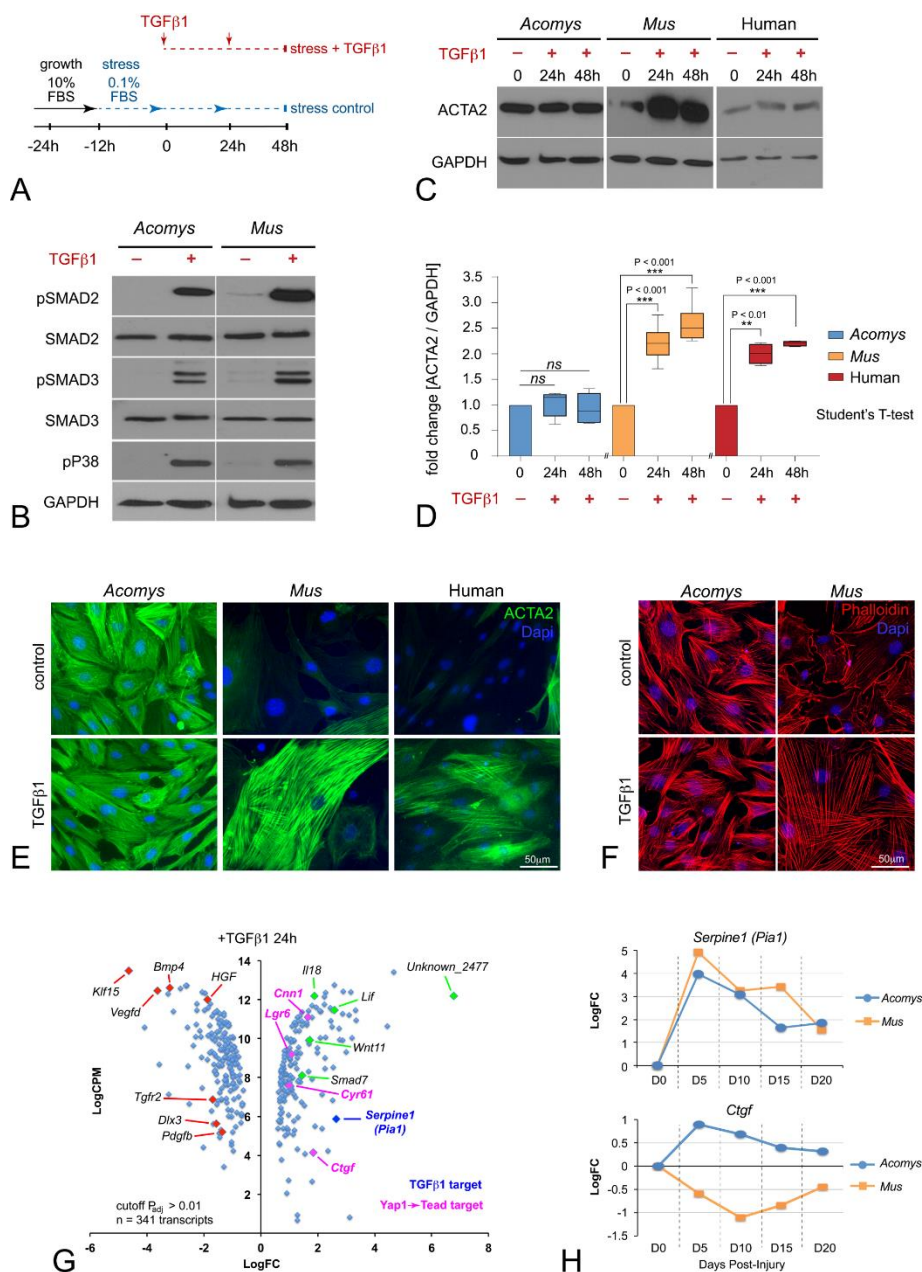 TGFβ1
stress + TGFβ1
growth
10%
FBS
stress
0.1%
FBS
stress control
-24h -12h 0 24h 48h
A
Acomys Mus Human
TGFβ1 – + + – + + – + +
0 24h 48h 0 24h 48h 0 24h 48h
ACTA2
GAPDH
C
Acomys Mus
TGFβ1 – + – +
pSMAD2
SMAD2
pSMAD3
SMAD3
pP38
GAPDH
B
fold change [ACTA2 / GAPDH]
3.5
3.0
2.5
2.0
1.5
1.0
0.5
0
ns
ns
P < 0.001
***
P < 0.001
***
P < 0.001
***
P < 0.01
**
Acomys
Mus
Human
Student's T-test
0 24h 48h // 0 24h 48h // 0 24h 48h
TGFβ1 – + + – + + – + +
D
Acomys Mus Human
control
ACTA2
Dapi
TGFβ1
50μm
E
Acomys Mus
control
Phalloidin
Dapi
TGFβ1
50μm
F
+TGFβ1 24h
LogCPM
14
12
10
8
6
4
2
Klf15
Bmp4
HGF
Vegfd
Il18
Unknown_2477
Cnn1
Lif
Lgr6
Wnt11
Smad7
Cyr61
Tgfr2
Serpine1
(Pia1)
Dlx3
Pdgfb
Ctgf
TGFβ1 target
Yap1→Tead target
cutoff Padj > 0.01
n = 341 transcripts
-6 -4 -2 0 2 4 6 8
LogFC
G
Serpine1 (Pia1)
LogFC
5
4
3
2
1
0
Acomys
Mus
D0 D5 D10 D15 D20
Ctgf
LogFC
1
0.5
0
-0.5
-1
Acomys
Mus
D0 D5 D10 D15 D20
Days Post-Injury
H